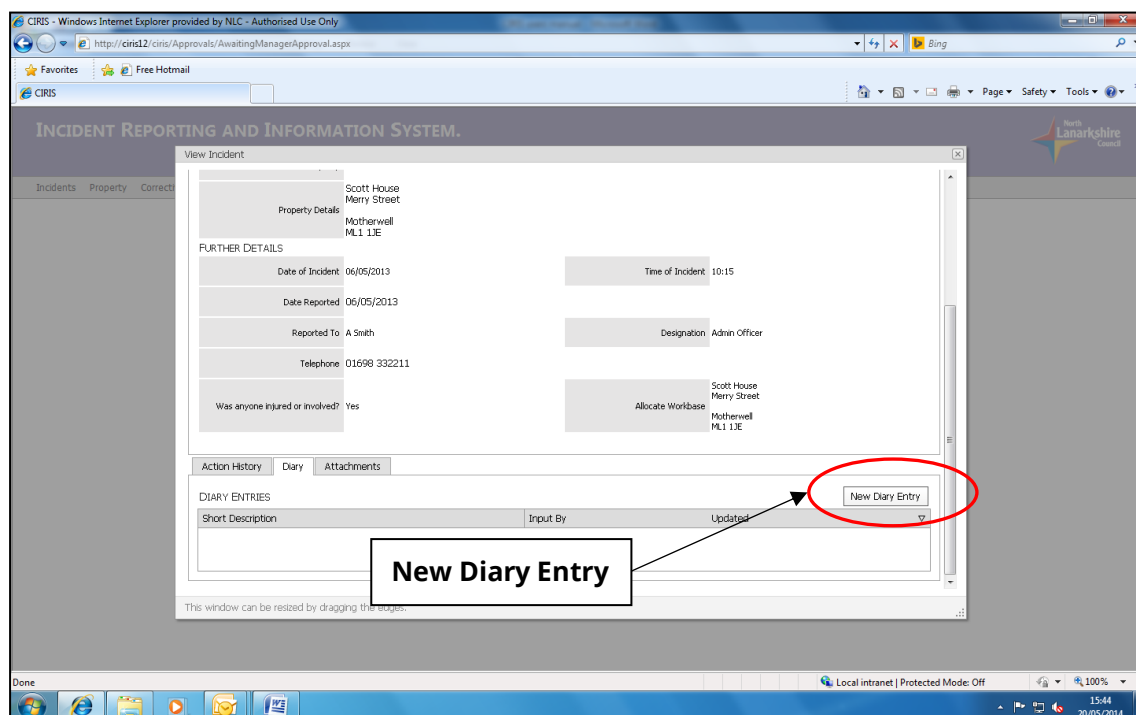 CIRIS - Windows Internet Explorer provided by NLC - Authorised Use Only
http://ciris12/ciris/Approvals/AwaitingManagerApproval.aspx
Bing
Favorites
Free Hotmail
CIRIS
Page
Safety
Tools
INCIDENT REPORTING AND INFORMATION SYSTEM.
North
Lanarkshire
Council
View Incident
Incidents Property Correct
Property Details
Scott House
Merry Street
Motherwell
ML1 1JE
FURTHER DETAILS
Date of Incident 06/05/2013
Time of Incident 10:15
Date Reported 06/05/2013
Reported To A Smith
Designation Admin Officer
Telephone 01698 332211
Was anyone injured or involved? Yes
Allocate Workbase
Scott House
Merry Street
Motherwell
ML1 1JE
Action History Diary Attachments
DIARY ENTRIES
New Diary Entry
Short Description Input By Updated
New Diary Entry
This window can be resized by dragging the edges.
Done
Local intranet | Protected Mode: Off
100%
15:44
20/05/2014